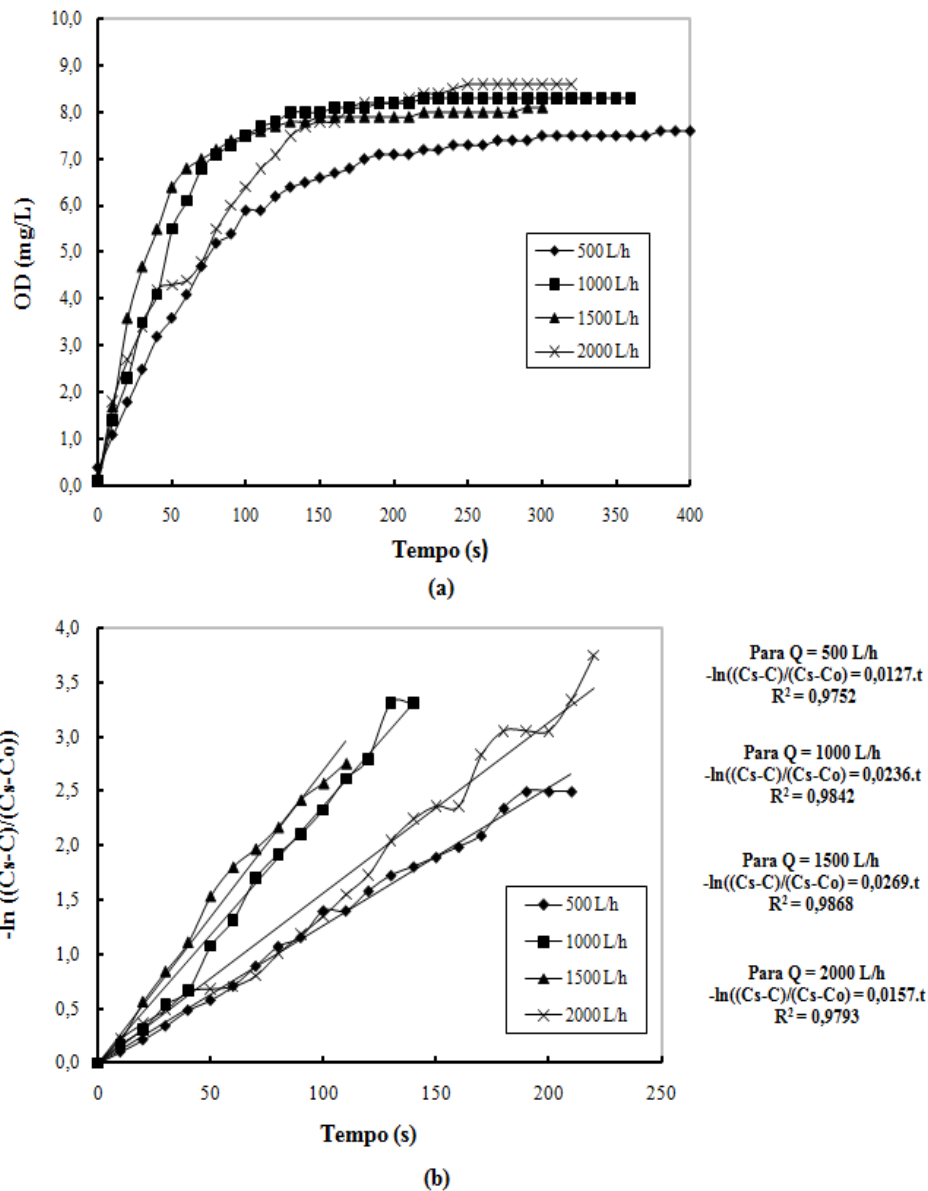 10,0
9,0
8,0
7,0
6,0
5,0
4,0
3,0
2,0
1,0
0,0
OD (mg/L)
500 L/h
1000 L/h
1500 L/h
2000 L/h
0 50 100 150 200 250 300 350 400
Tempo (s)
(a)
4,0
3,5
3,0
2,5
2,0
1,5
1,0
0,5
0,0
-ln ((Cs-C)/(Cs-Co))
500 L/h
1000 L/h
1500 L/h
2000 L/h
0 50 100 150 200 250
Tempo (s)
(b)
Para Q = 500 L/h
-ln((Cs-C)/(Cs-Co) = 0,0127.t
R² = 0,9752
Para Q = 1000 L/h
-ln((Cs-C)/(Cs-Co) = 0,0236.t
R² = 0,9842
Para Q = 1500 L/h
-ln((Cs-C)/(Cs-Co) = 0,0269.t
R² = 0,9868
Para Q = 2000 L/h
-ln((Cs-C)/(Cs-Co) = 0,0157.t
R² = 0,9793